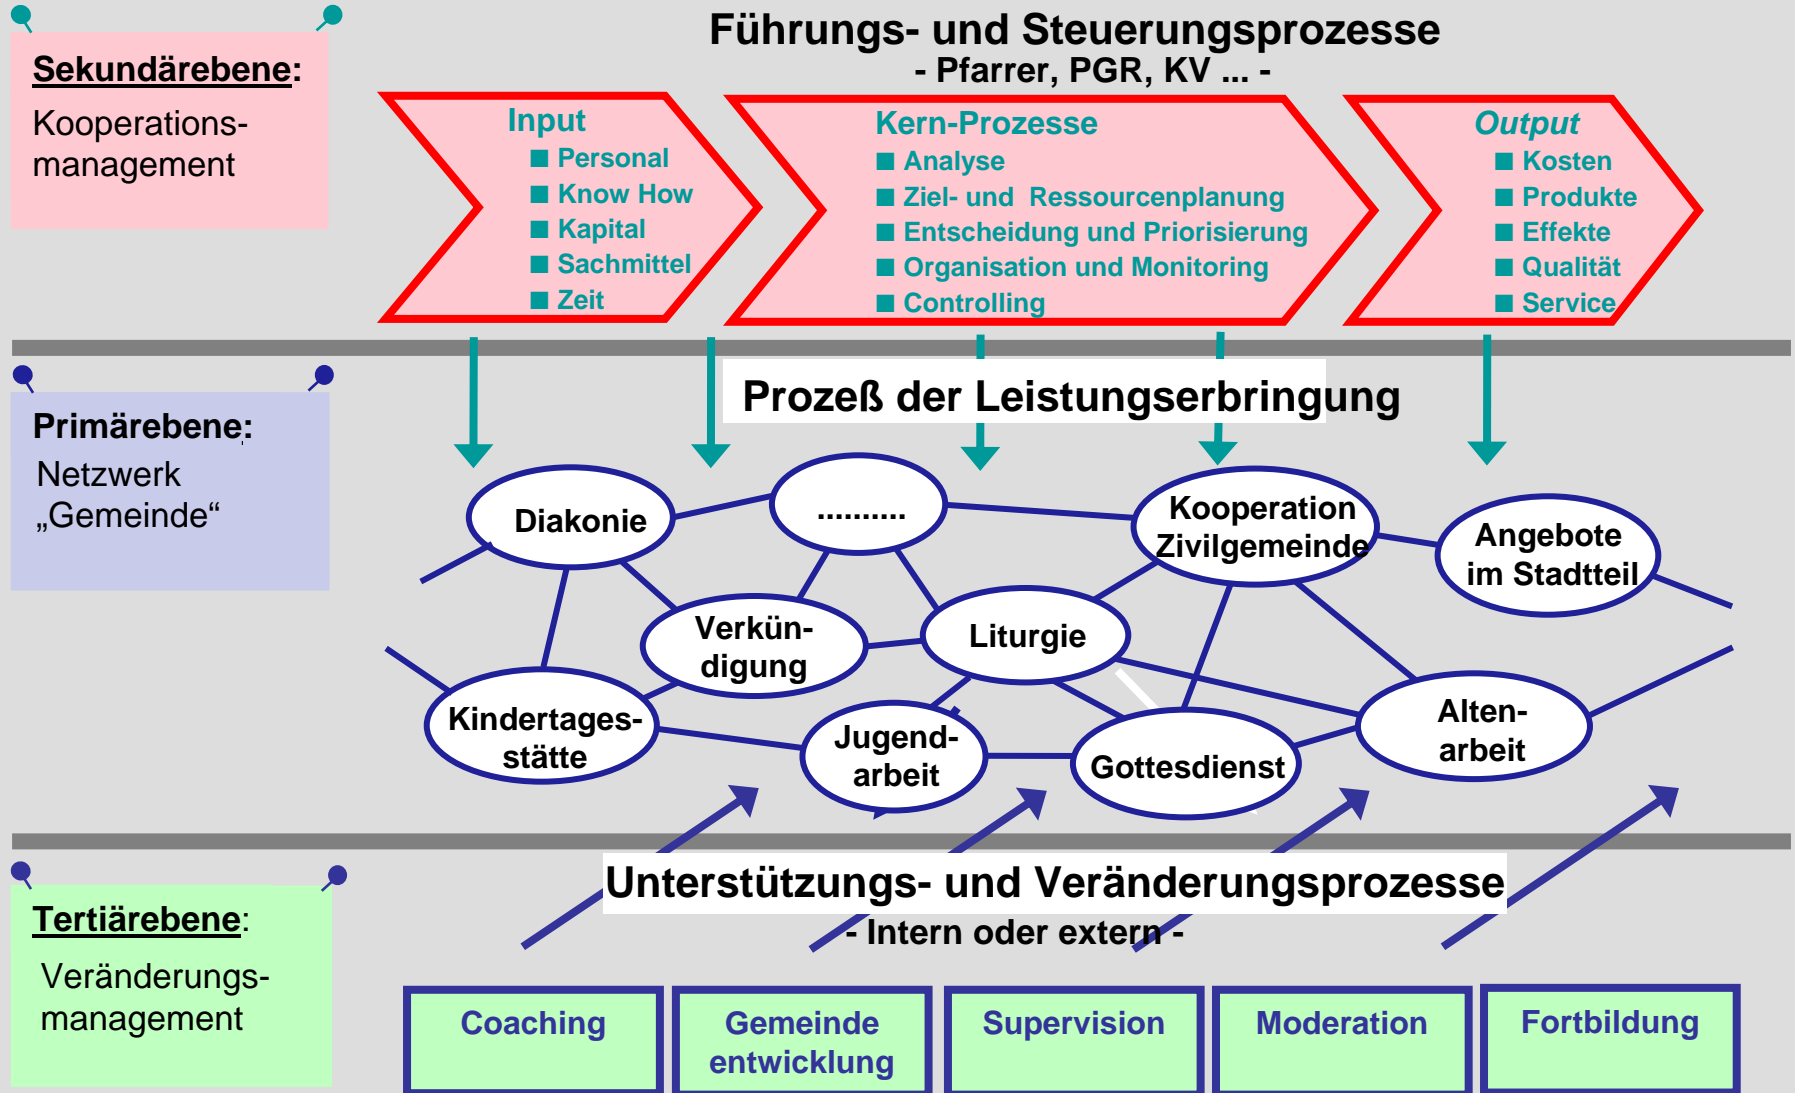 Führungs- und Steuerungsprozesse
- Pfarrer, PGR, KV ... -
Sekundärebene:
Kooperations-
management
Input
Personal
Know How
Kapital
Sachmittel
Zeit
Kern-Prozesse
Analyse
Ziel- und Ressourcenplanung
Entscheidung und Priorisierung
Organisation und Monitoring
Controlling
Output
Kosten
Produkte
Effekte
Qualität
Service
Prozeß der Leistungserbringung
Primärebene:
Netzwerk
„Gemeinde“
Diakonie
..........
Kooperation
Zivilgemeinde
Angebote
im Stadtteil
Verkün-
digung
Liturgie
Kindertages-
stätte
Jugend-
arbeit
Gottesdienst
Alten-
arbeit
Unterstützungs- und Veränderungsprozesse
- Intern oder extern -
Tertiärebene:
Veränderungs-
management
Coaching
Gemeinde
entwicklung
Supervision
Moderation
Fortbildung